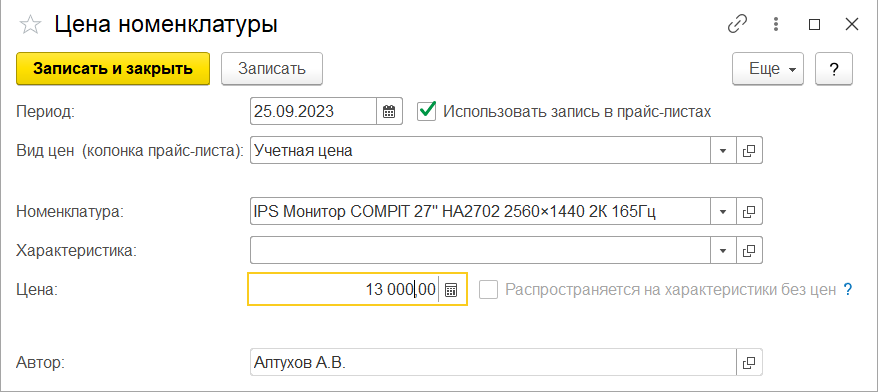 Цена номенклатуры
Записать и закрыть Записать Еще ?
Период: 25.09.2023 Использовать запись в прайс-листах
Вид цен (колонка прайс-листа): Учетная цена
Номенклатура: IPS Монитор COMPIT 27" HA2702 2560×1440 2К 165Гц
Характеристика:
Цена: 13 000,00 Распространяется на характеристики без цен ?
Автор: Алтухов А.В.